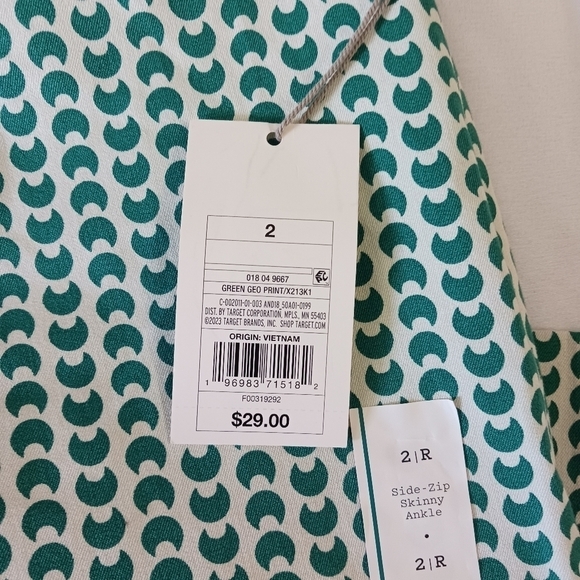 2
018 04 9667
GREEN GEO PRINT/X213K1
C-002011-01-003 AN018_50A01-0199
DIST. BY TARGET CORPORATION, MPLS, MN 55403
©2023 TARGET BRANDS, INC. SHOP TARGET.COM
ORIGIN: VIETNAM
1 96983 71518 2
F00319292
$29.00
2|R
Side-Zip
Skinny
Ankle
•
2|R